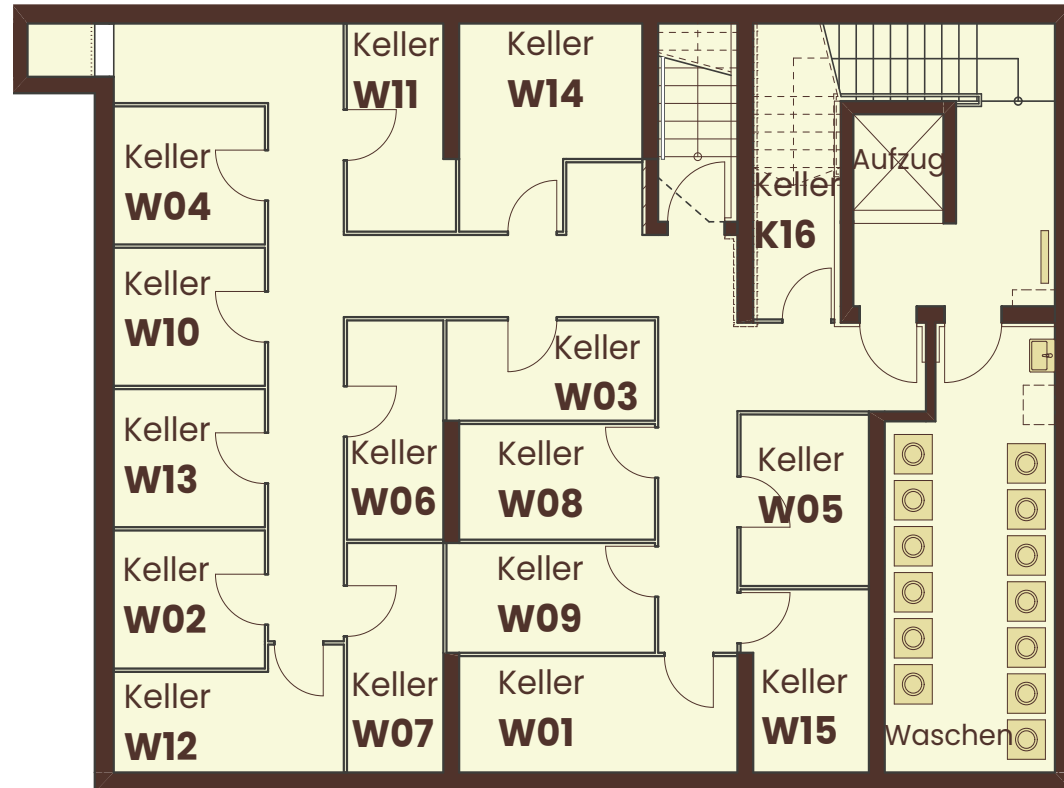 Keller
W11
Keller
W14
Keller
W04
Aufzug
Keller
K16
Keller
W10
Keller
W03
Keller
W13
Keller
W06
Keller
W08
Keller
W05
Keller
W02
Keller
W09
Keller
W12
Keller
W07
Keller
W01
Keller
W15
Waschen